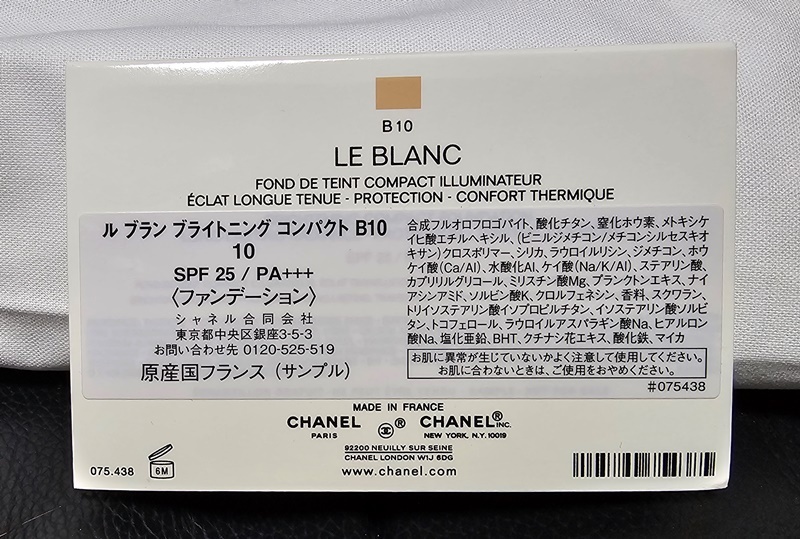 B10
LE BLANC
FOND DE TEINT COMPACT ILLUMINATEUR
ÉCLAT LONGUE TENUE - PROTECTION - CONFORT THERMIQUE
ル ブラン ブライトニング コンパクト B10
10
SPF 25 / PA+++
〈ファンデーション〉
シャネル合同会社
東京都中央区銀座3-5-3
お問い合わせ先 0120-525-519
原産国フランス（サンプル）
合成フルオロフロゴパイト、酸化チタン、窒化ホウ素、メトキシケ
イヒ酸エチルヘキシル、(ビニルジメチコン/メチコンシルセスキオ
キサン)クロスポリマー、シリカ、ラウロイルリシン、ジメチコン、ホウ
ケイ酸(Ca/Al)、水酸化Al、ケイ酸(Na/K/Al)、ステアリン酸、
カプリリルグリコール、ミリスチン酸Mg、プランクトンエキス、ナイ
アシンアミド、ソルビン酸K、クロルフェネシン、香料、スクワラン、
トリイソステアリン酸イソプロピルチタン、イソステアリン酸ソルビ
タン、トコフェロール、ラウロイルアスパラギン酸Na、ヒアルロン
酸Na、塩化亜鉛、BHT、クチナシ花エキス、酸化鉄、マイカ
お肌に異常が生じていないかよく注意して使用してください。
お肌に合わないときは、ご使用をおやめください。
#075438
MADE IN FRANCE
CHANEL CHANEL® INC.
PARIS ® NEW YORK, N.Y. 10019
92200 NEUILLY SUR SEINE
CHANEL LONDON W1J 6DG
www.chanel.com
075.438
6M